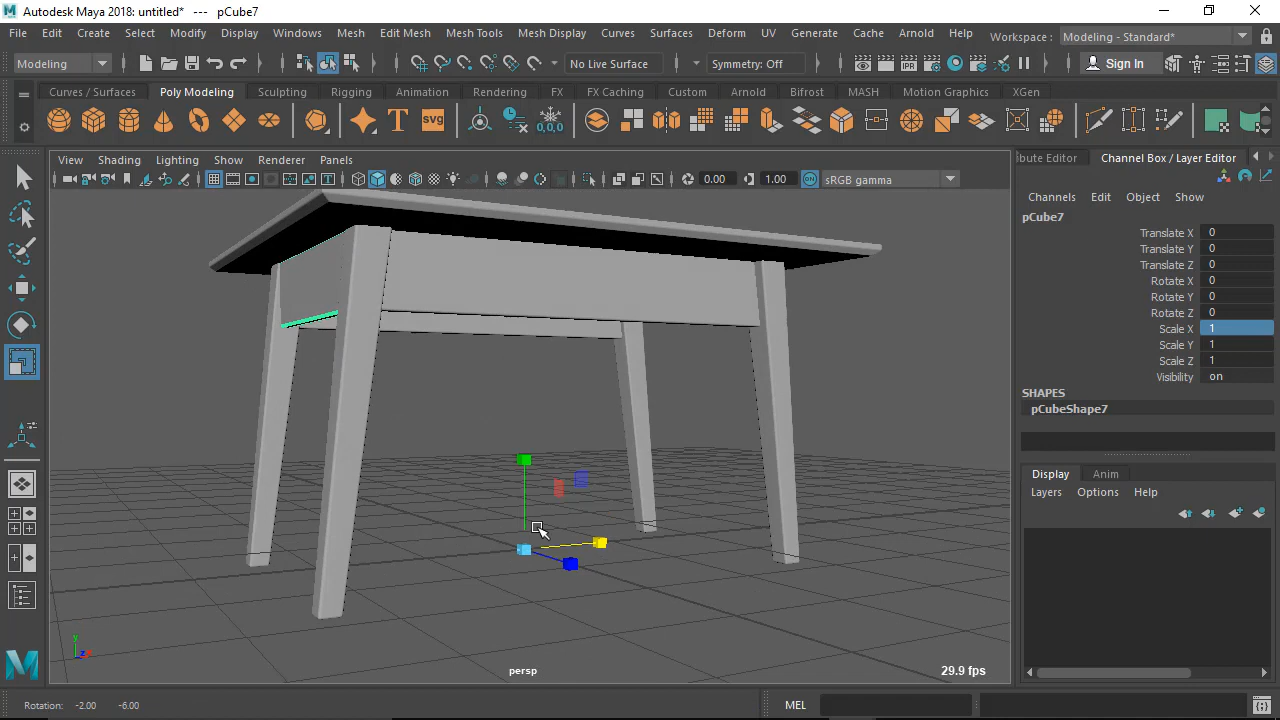 Autodesk Maya 2018: untitled* --- pCube7
File Edit Create Select Modify Display Windows Mesh Edit Mesh Mesh Tools Mesh Display Curves Surfaces Deform UV Generate Cache Arnold Help Workspace : Modeling - Standard*
Modeling No Live Surface Symmetry: Off Sign In
Curves / Surfaces Poly Modeling Sculpting Rigging Animation Rendering FX FX Caching Custom Arnold Bifrost MASH Motion Graphics XGen
T svg 0,0,0
View Shading Lighting Show Renderer Panels
0.00 1.00 ON sRGB gamma
bute Editor Channel Box / Layer Editor
Channels Edit Object Show
pCube7
Translate X 0
Translate Y 0
Translate Z 0
Rotate X 0
Rotate Y 0
Rotate Z 0
Scale X 1
Scale Y 1
Scale Z 1
Visibility on
SHAPES
pCubeShape7
Display Anim
Layers Options Help
y
z
persp
29.9 fps
Rotation: -2.00 -6.00
MEL